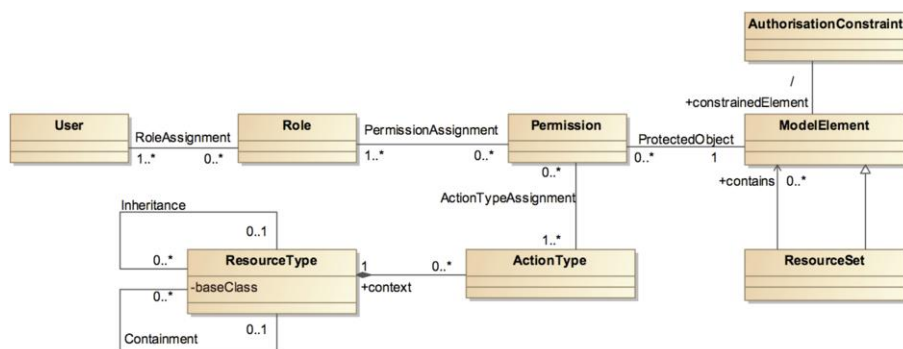 AuthorisationConstraint
/
+constrainedElement
User
RoleAssignment
1..*
0..*
Role
PermissionAssignment
1..*
0..*
Permission
ProtectedObject
0..*
1
ModelElement
0..*
ActionTypeAssignment
1..*
+contains
0..*
Inheritance
0..1
0..*
ResourceType
-baseClass
1
+context
0..*
ActionType
ResourceSet
0..*
0..1
Containment